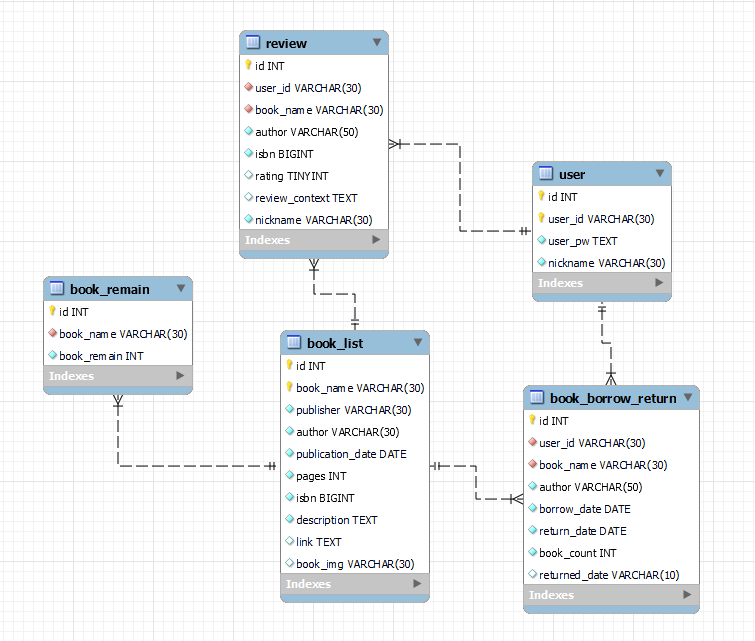 review
id INT
user_id VARCHAR(30)
book_name VARCHAR(30)
author VARCHAR(50)
isbn BIGINT
rating TINYINT
review_context TEXT
nickname VARCHAR(30)
Indexes
user
id INT
user_id VARCHAR(30)
user_pw TEXT
nickname VARCHAR(30)
Indexes
book_remain
id INT
book_name VARCHAR(30)
book_remain INT
Indexes
book_list
id INT
book_name VARCHAR(30)
publisher VARCHAR(30)
author VARCHAR(30)
publication_date DATE
pages INT
isbn BIGINT
description TEXT
link TEXT
book_img VARCHAR(30)
Indexes
book_borrow_return
id INT
user_id VARCHAR(30)
book_name VARCHAR(30)
author VARCHAR(50)
borrow_date DATE
return_date DATE
book_count INT
returned_date VARCHAR(10)
Indexes